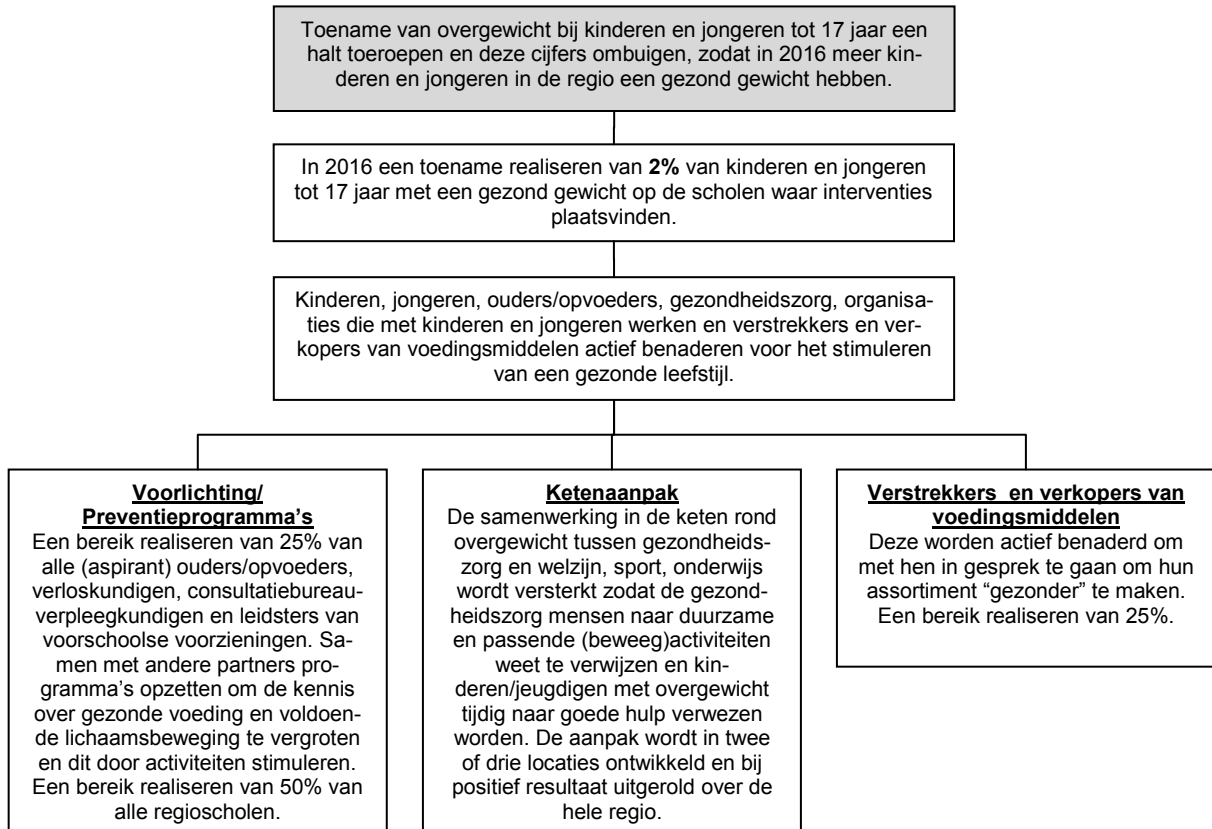 Toename van overgewicht bij kinderen en jongeren tot 17 jaar een
halt toeroepen en deze cijfers ombuigen, zodat in 2016 meer kin-
deren en jongeren in de regio een gezond gewicht hebben.
In 2016 een toename realiseren van 2% van kinderen en jongeren
tot 17 jaar met een gezond gewicht op de scholen waar interventies
plaatsvinden.
Kinderen, jongeren, ouders/opvoeders, gezondheidszorg, organisa-
ties die met kinderen en jongeren werken en verstrekkers en ver-
kopers van voedingsmiddelen actief benaderen voor het stimuleren
van een gezonde leefstijl.
Voorlichting/
Preventieprogramma's
Een bereik realiseren van 25% van
alle (aspirant) ouders/opvoeders,
verloskundigen, consultatiebureau-
verpleegkundigen en leidsters van
voorschoolse voorzieningen. Sa-
men met andere partners pro-
gramma's opzetten om de kennis
over gezonde voeding en voldoen-
de lichaamsbeweging te vergroten
en dit door activiteiten stimuleren.
Een bereik realiseren van 50% van
alle regioscholen.
Ketenaanpak
De samenwerking in de keten rond
overgewicht tussen gezondheids-
zorg en welzijn, sport, onderwijs
wordt versterkt zodat de gezond-
heidszorg mensen naar duurzame
en passende (beweeg)activiteiten
weet te verwijzen en kin-
deren/jeugdigen met overgewicht
tijdig naar goede hulp verwezen
worden. De aanpak wordt in twee
of drie locaties ontwikkeld en bij
positief resultaat uitgerold over de
hele regio.
Verstrekkers en verkopers van
voedingsmiddelen
Deze worden actief benaderd om
met hen in gesprek te gaan om hun
assortiment "gezonder" te maken.
Een bereik realiseren van 25%.